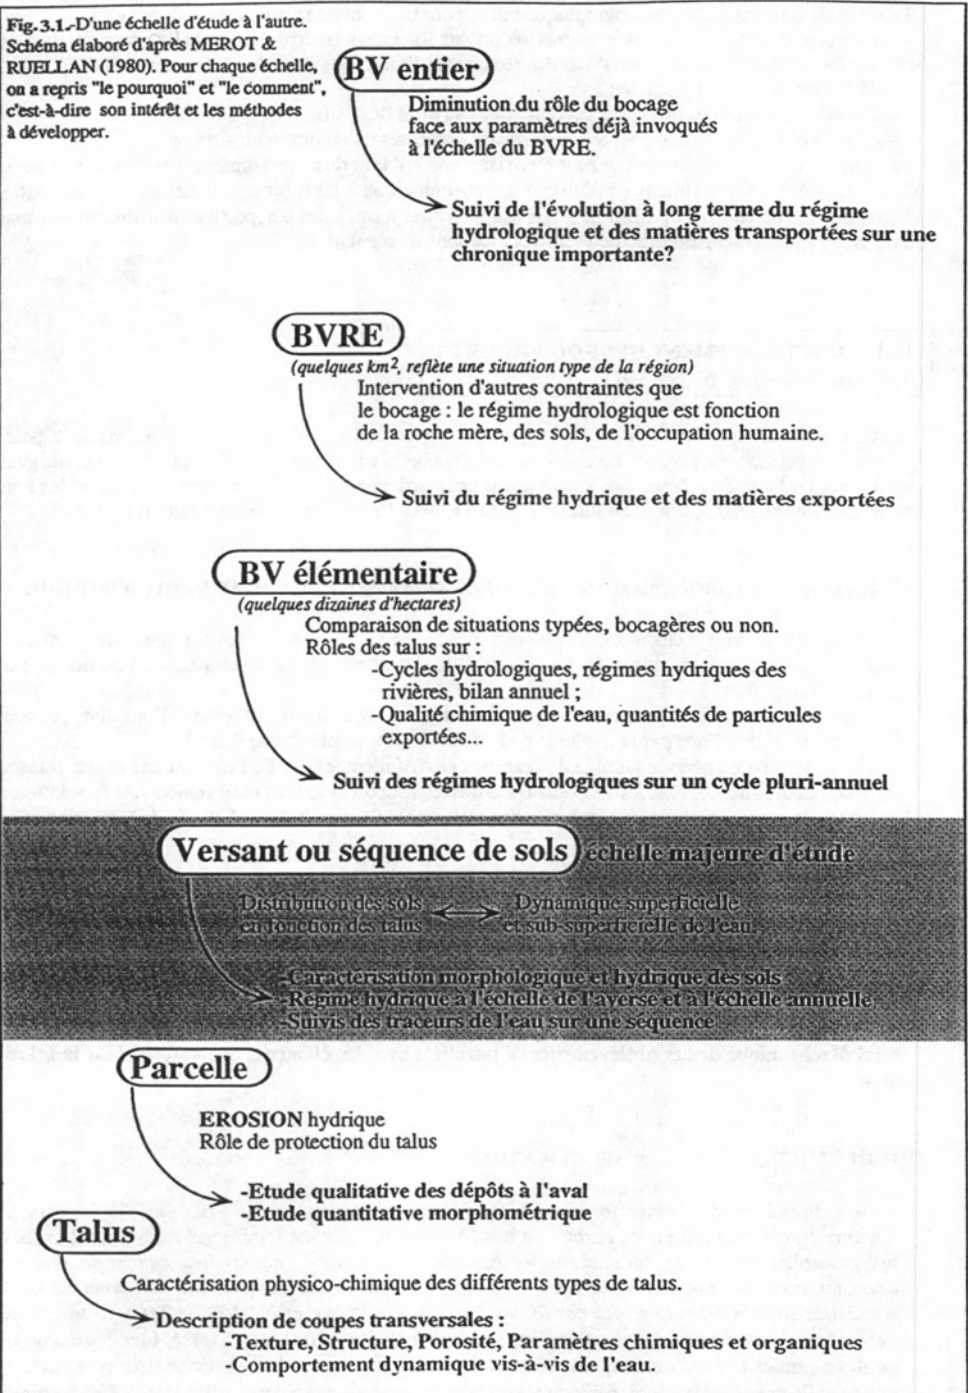 Fig.3.1.-D'une échelle d'étude à l'autre.
Schéma élaboré d'après MEROT &
RUELLAN (1980). Pour chaque échelle,
on a repris "le pourquoi" et "le comment",
c'est-à-dire son intérêt et les méthodes
à développer.
BV entier
Diminution du rôle du bocage
face aux paramètres déjà invoqués
à l'échelle du BVRE.
Suivi de l'évolution à long terme du régime
hydrologique et des matières transportées sur une
chronique importante?
BVRE
(quelques km², reflète une situation type de la région)
Intervention d'autres contraintes que
le bocage : le régime hydrologique est fonction
de la roche mère, des sols, de l'occupation humaine.
Suivi du régime hydrique et des matières exportées
BV élémentaire
(quelques dizaines d'hectares)
Comparaison de situations typées, bocagères ou non.
Rôles des talus sur :
-Cycles hydrologiques, régimes hydriques des
rivières, bilan annuel ;
-Qualité chimique de l'eau, quantités de particules
exportées...
Suivi des régimes hydrologiques sur un cycle pluri-annuel
Versant ou séquence de sols échelle majeure d'étude
Distribution des sols Dynamique superficielle
en fonction des talus et sub-superficielle de l'eau.
-Caractérisation morphologique et hydrique des sols
-Régime hydrique à l'échelle de l'averse et à l'échelle annuelle
-Suivis des traceurs de l'eau sur une séquence
Parcelle
EROSION hydrique
Rôle de protection du talus
-Etude qualitative des dépôts à l'aval
-Etude quantitative morphométrique
Talus
Caractérisation physico-chimique des différents types de talus.
Description de coupes transversales :
-Texture, Structure, Porosité, Paramètres chimiques et organiques
-Comportement dynamique vis-à-vis de l'eau.